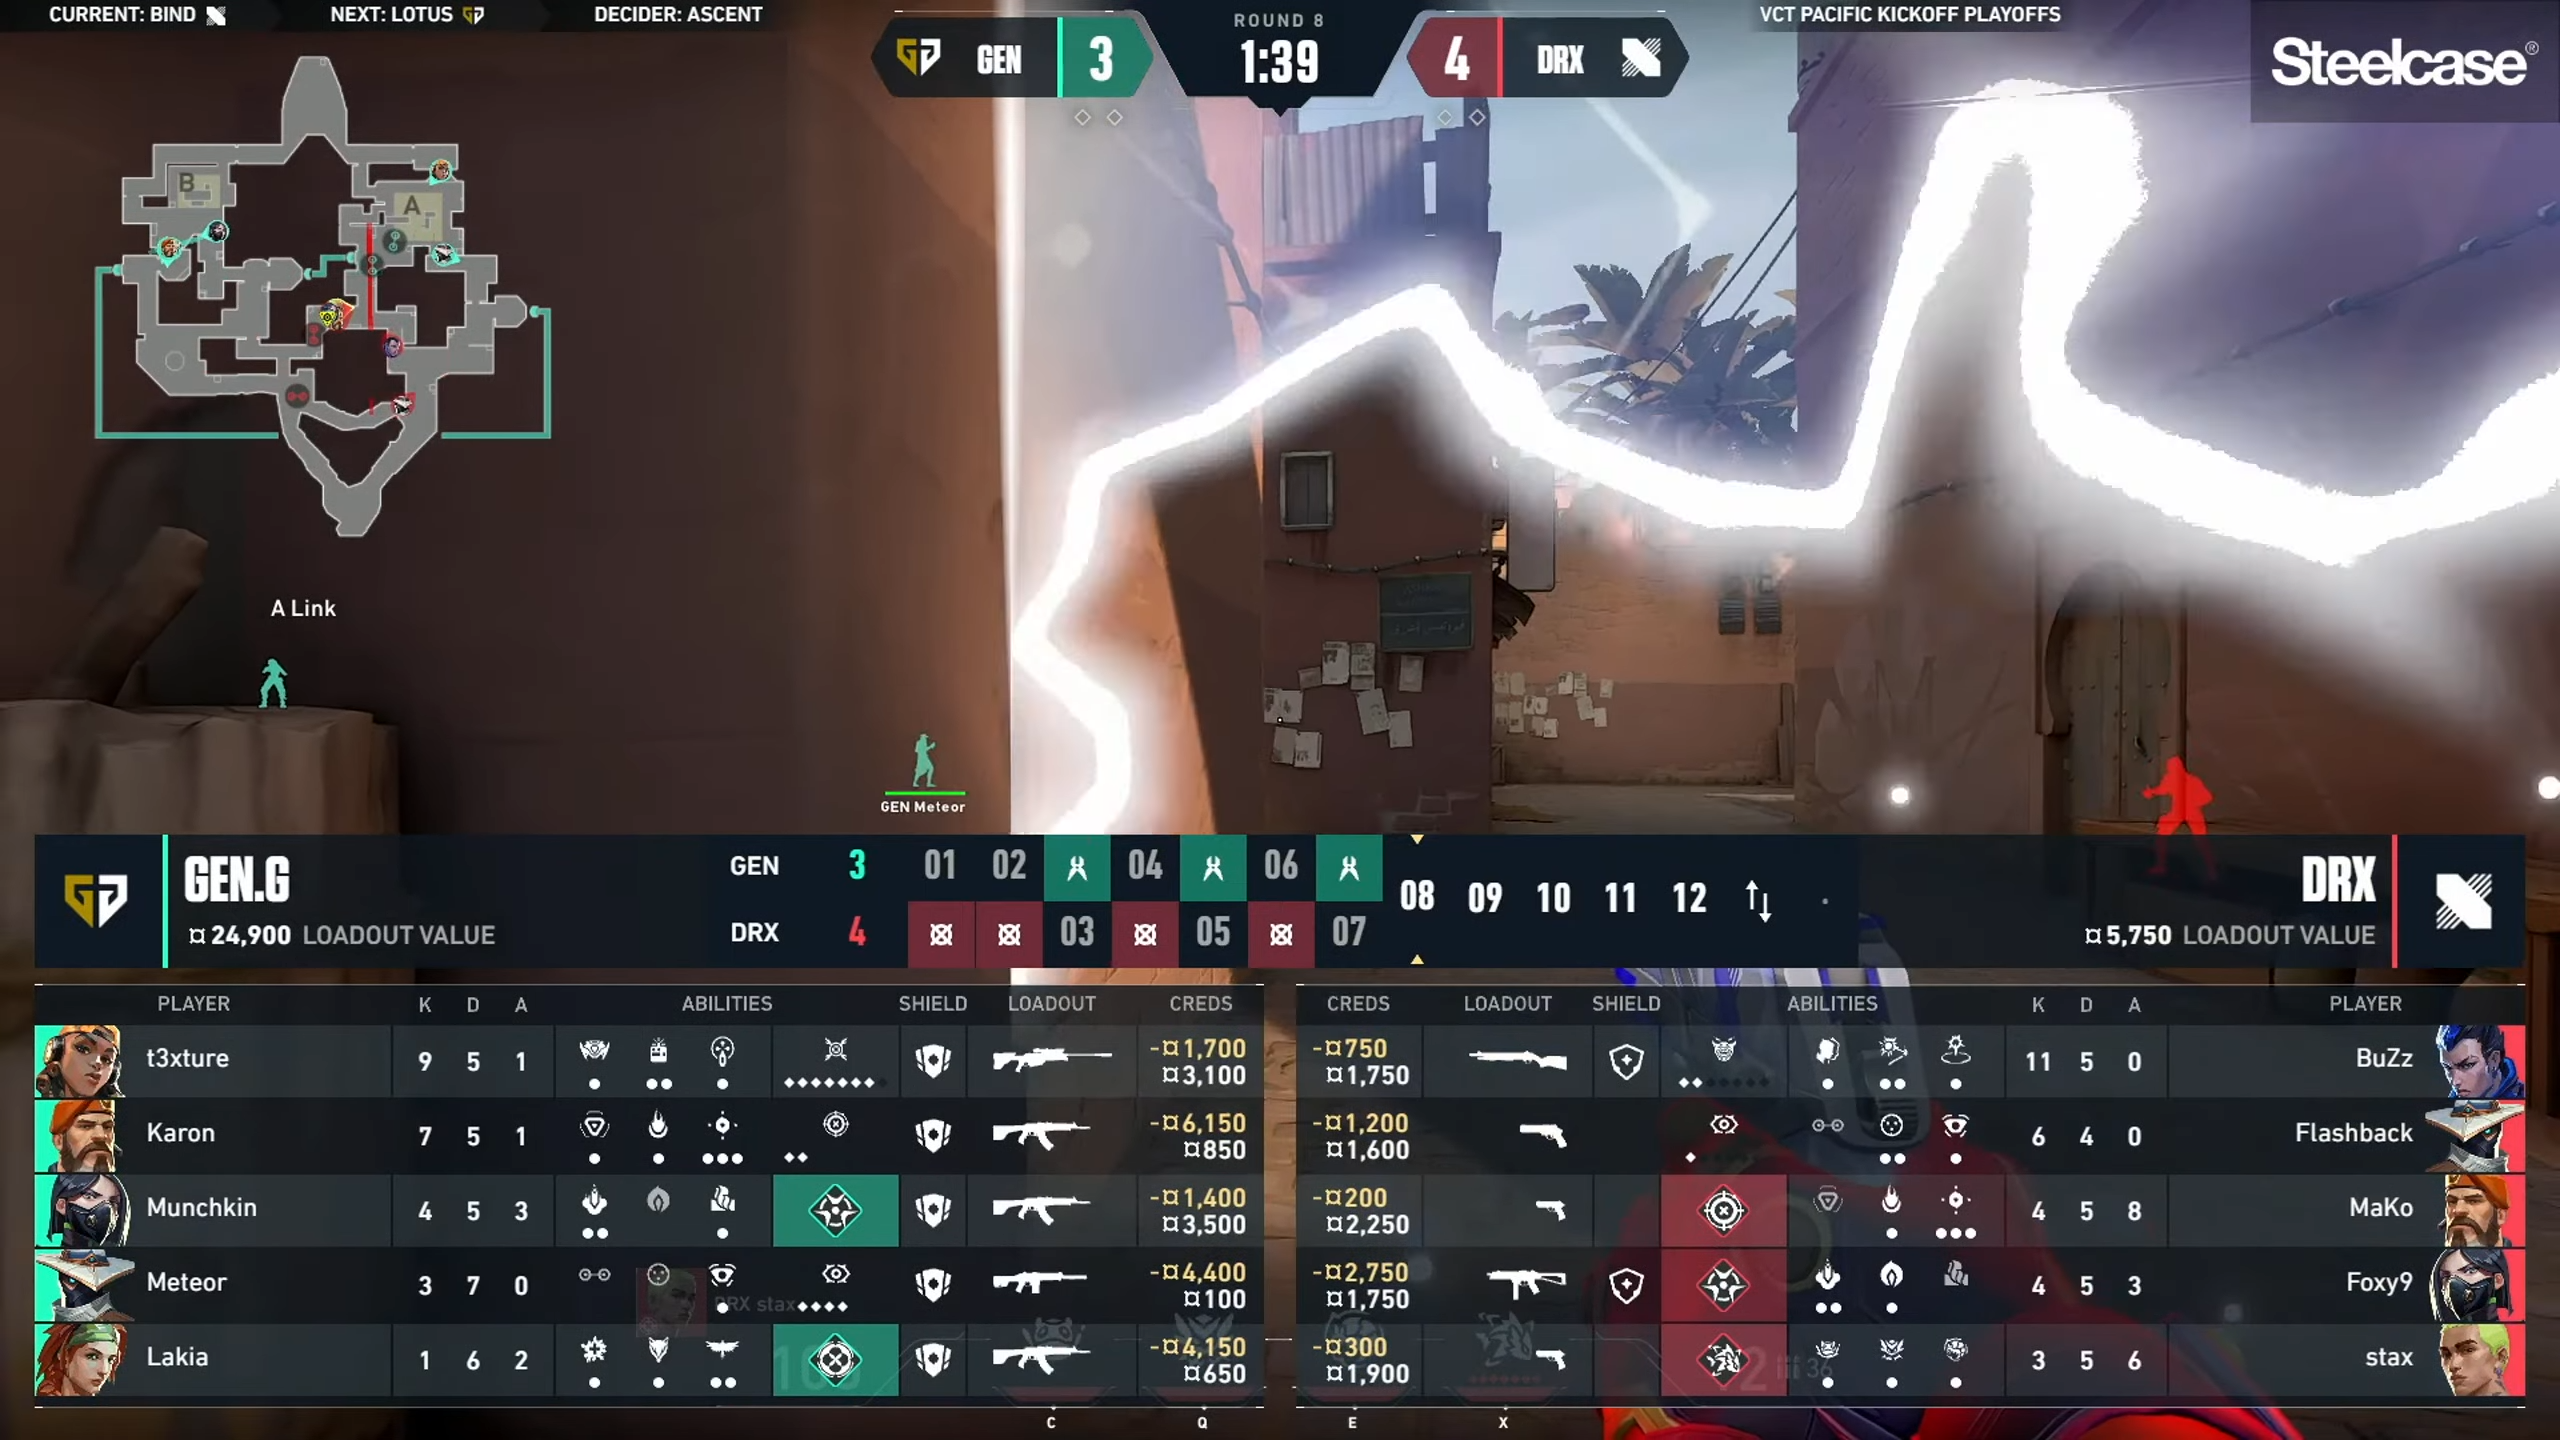 CURRENT: BIND
NEXT: LOTUS
DECIDER: ASCENT
GEN 3
ROUND 8
1:39
4 DRX
VCT PACIFIC KICKOFF PLAYOFFS
Steelcase®
B
A
A Link
GEN Meteor
GEN.G
¤ 24,900 LOADOUT VALUE
GEN 3 01 02 04 06
DRX 4 03 05 07
08 09 10 11 12
DRX
¤ 5,750 LOADOUT VALUE
PLAYER K D A ABILITIES SHIELD LOADOUT CREDS
t3xture 9 5 1 -¤1,700
¤3,100
Karon 7 5 1 -¤6,150
¤850
Munchkin 4 5 3 -¤1,400
¤3,500
Meteor 3 7 0 -¤4,400
¤100
DRX stax
Lakia 1 6 2 -¤4,150
¤650
CREDS LOADOUT SHIELD ABILITIES K D A PLAYER
-¤750
¤1,750 11 5 0 BuZz
-¤1,200
¤1,600 6 4 0 Flashback
-¤200
¤2,250 4 5 8 MaKo
-¤2,750
¤1,750 4 5 3 Foxy9
-¤300
¤1,900 3 5 6 stax
C Q E X